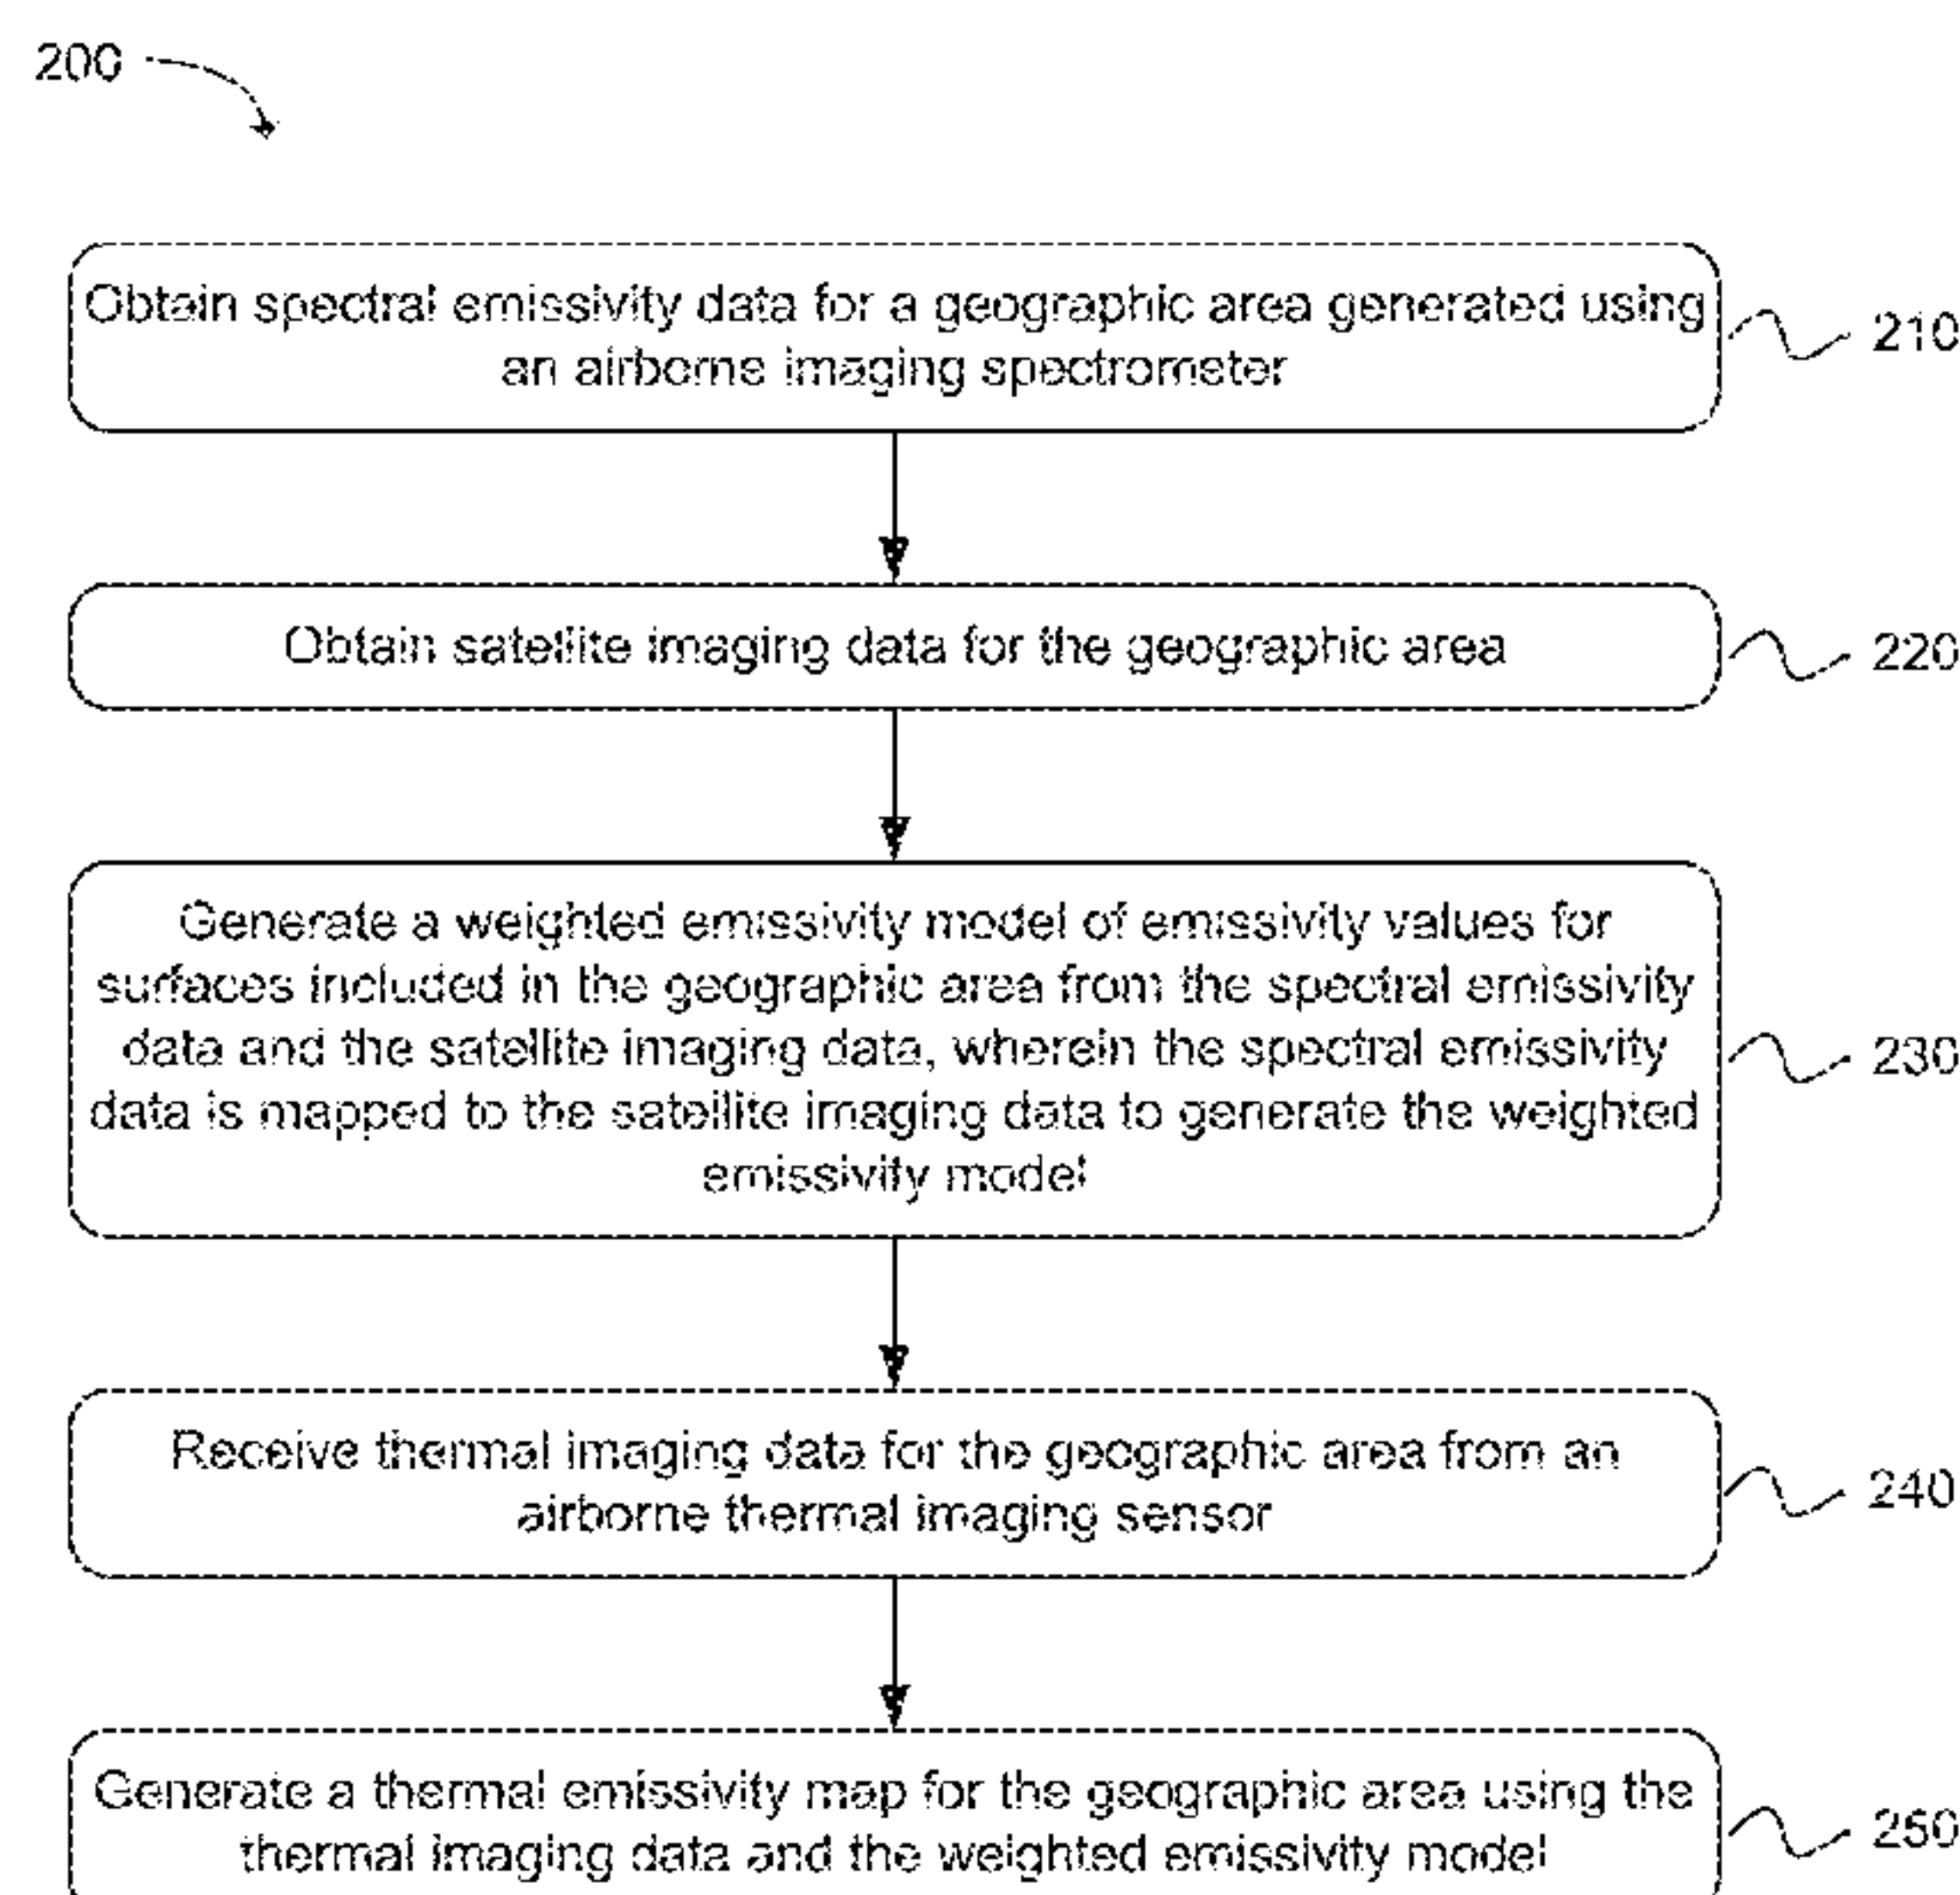 200
Obtain spectral emissivity data for a geographic area generated using
an airborne imaging spectrometer
210
Obtain satellite imaging data for the geographic area
220
Generate a weighted emissivity model of emissivity values for
surfaces included in the geographic area from the spectral emissivity
data and the satellite imaging data, wherein the spectral emissivity
data is mapped to the satellite imaging data to generate the weighted
emissivity model
230
Receive thermal imaging data for the geographic area from an
airborne thermal imaging sensor
240
Generate a thermal emissivity map for the geographic area using the
thermal imaging data and the weighted emissivity model
250